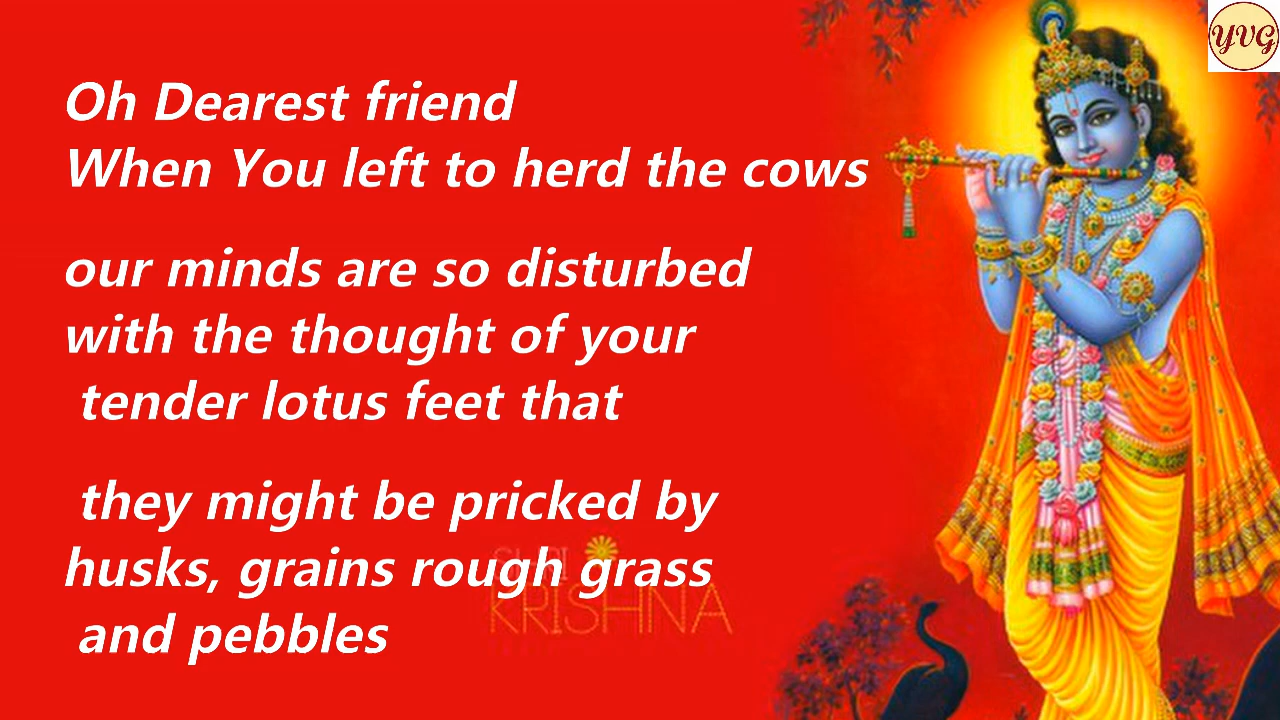 YVG
Oh Dearest friend
When You left to herd the cows
our minds are so disturbed
with the thought of your
tender lotus feet that
they might be pricked by
husks, grains rough grass
and pebbles
SHRI
KRISHNA